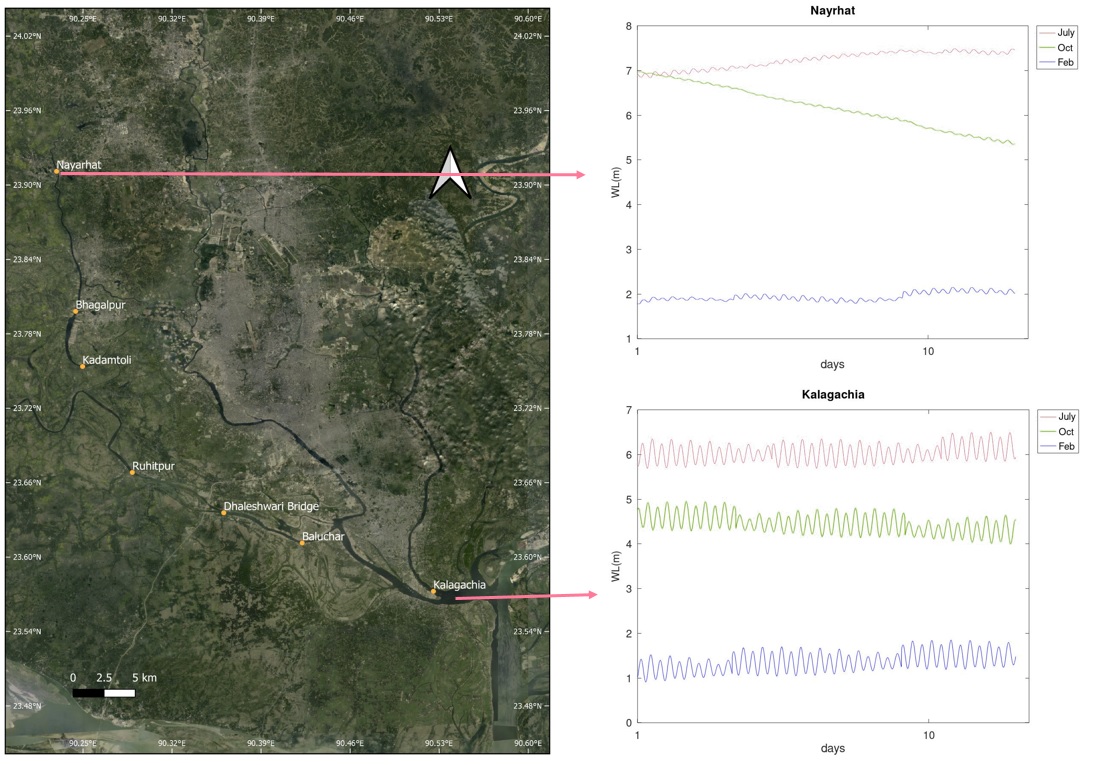 90.25°E 90.32°E 90.39°E 90.46°E 90.53°E 90.60°E
24.02°N 24.02°N
23.96°N 23.96°N
Nayarhat
23.90°N 23.90°N
23.84°N 23.84°N
Bhagalpur
23.78°N 23.78°N
Kadamtoli
23.72°N 23.72°N
Ruhitpur
23.66°N 23.66°N
Dhaleshwari Bridge
Baluchar
23.60°N 23.60°N
Kalagachia
23.54°N 23.54°N
0 2.5 5 km
23.48°N 23.48°N
90.25°E 90.32°E 90.39°E 90.46°E 90.53°E 90.60°E
Nayrhat
8
7
6
5
4
3
2
1
WL(m)
1 10
days
July
Oct
Feb
Kalagachia
7
6
5
4
3
2
1
0
WL(m)
1 10
days
July
Oct
Feb